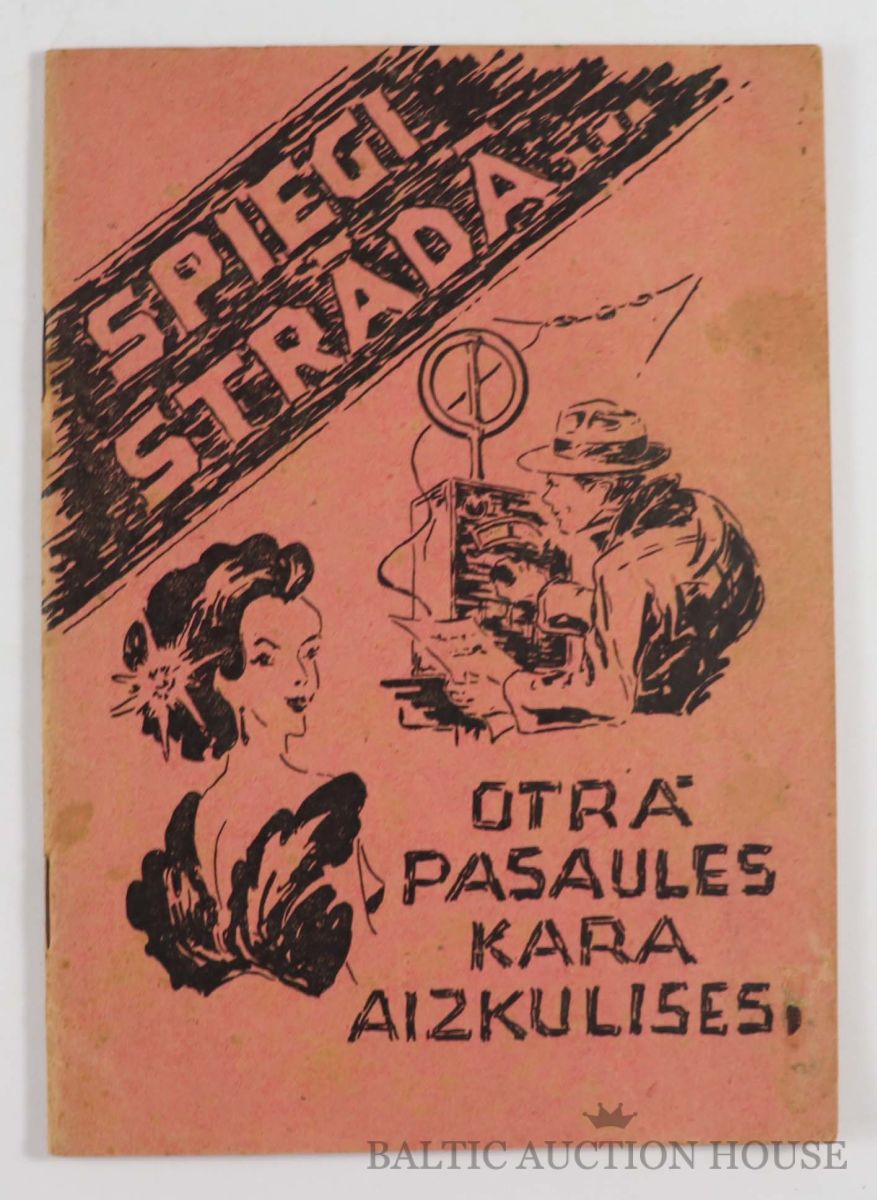 SPIEGI
STRĀDĀ...
OTRĀ
PASAULES
KARA
AIZKULISES
BALTIC AUCTION HOUSE